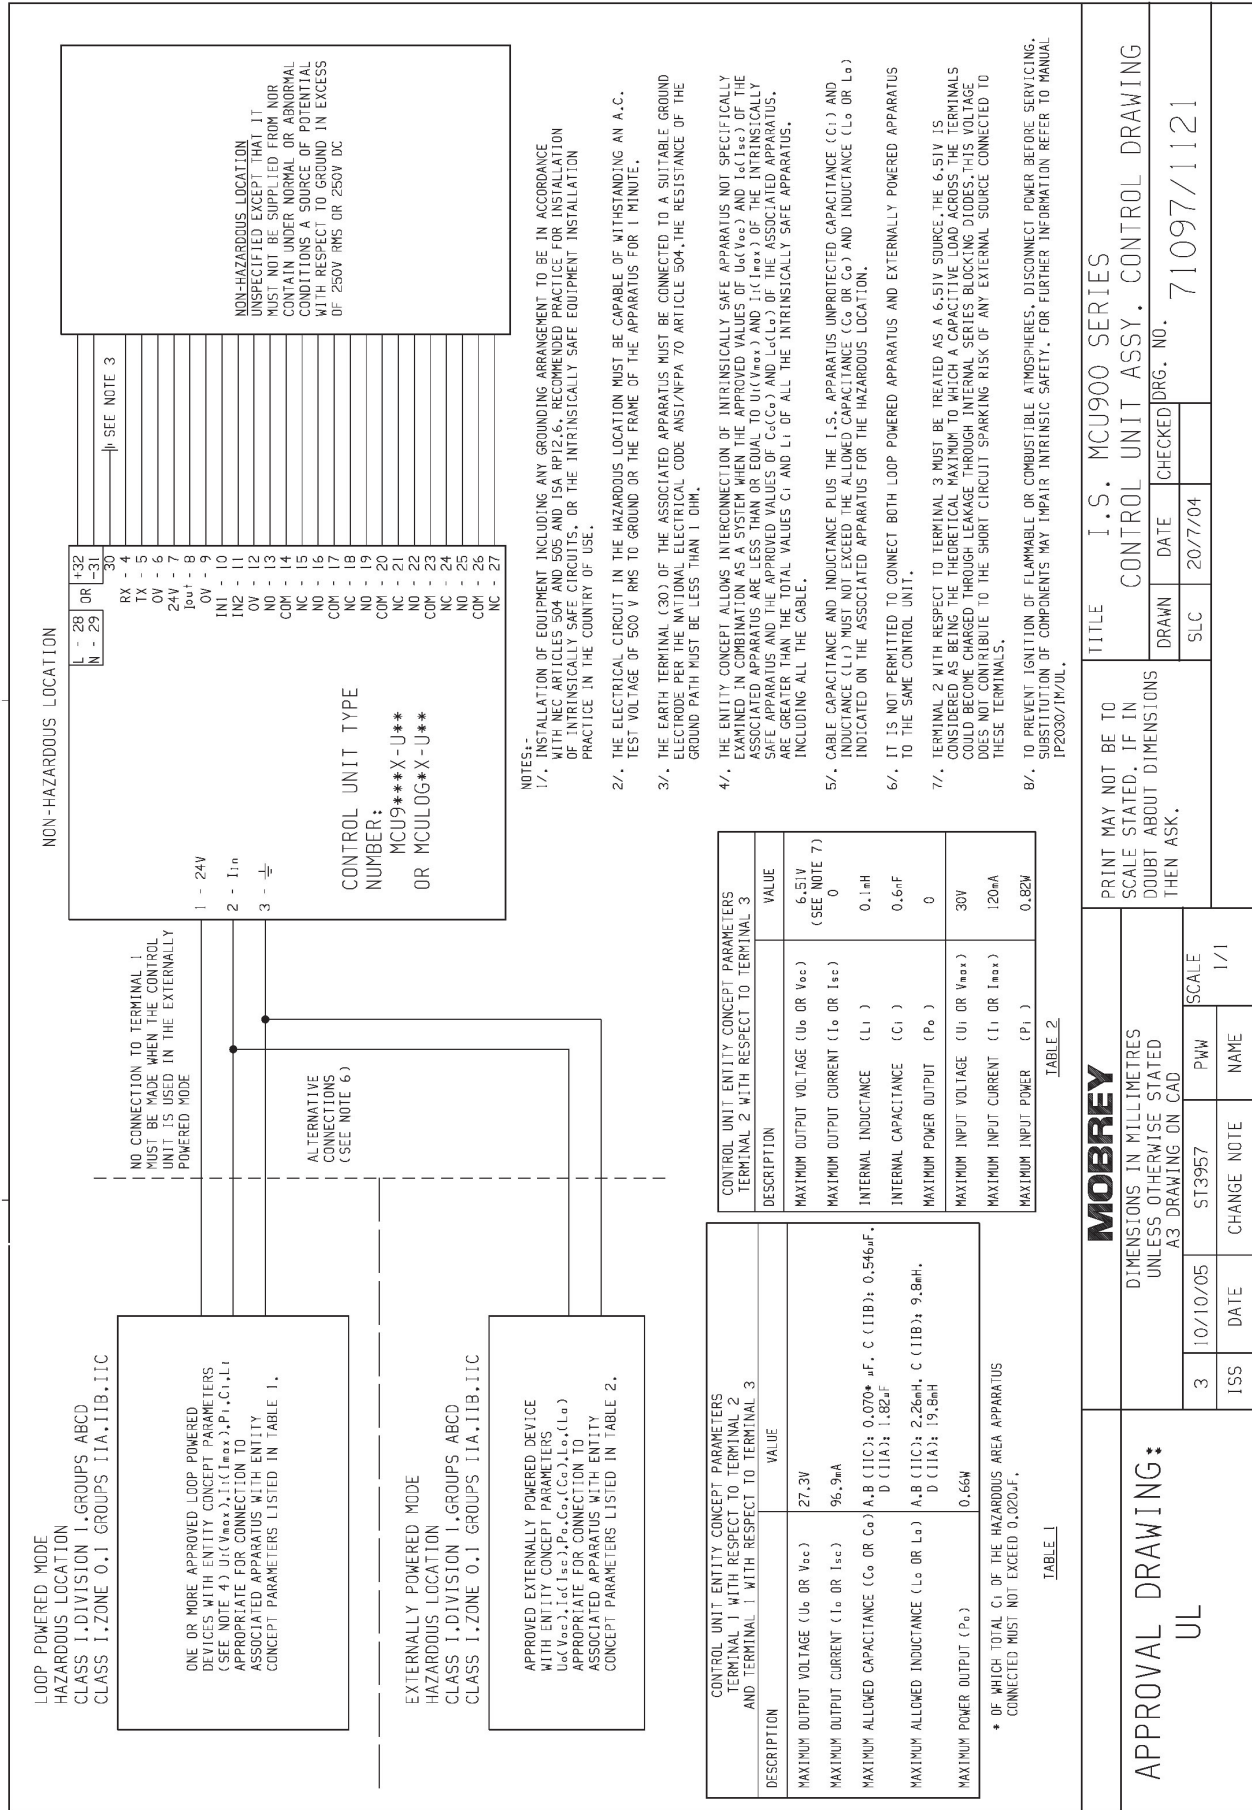 NON-HAZARDOUS LOCATION
LOOP POWERED MODE
HAZARDOUS LOCATION
CLASS I.DIVISION 1.GROUPS ABCD
CLASS I.ZONE 0.1 GROUPS IIA.IIB.IIC
ONE OR MORE APPROVED LOOP POWERED
DEVICES WITH ENTITY CONCEPT PARAMETERS
(SEE NOTE 4) Ui(Vmax).Ii(Imax).Pi.Ci.Li
APPROPRIATE FOR CONNECTION TO
ASSOCIATED APPARATUS WITH ENTITY
CONCEPT PARAMETERS LISTED IN TABLE 1.
EXTERNALLY POWERED MODE
HAZARDOUS LOCATION
CLASS I.DIVISION 1.GROUPS ABCD
CLASS I.ZONE 0.1 GROUPS IIA.IIB.IIC
APPROVED EXTERNALLY POWERED DEVICE
WITH ENTITY CONCEPT PARAMETERS
Uo(Voc).Io(Isc).Po.Co.(Ca).Lo.(La)
APPROPRIATE FOR CONNECTION TO
ASSOCIATED APPARATUS WITH ENTITY
CONCEPT PARAMETERS LISTED IN TABLE 2.
NO CONNECTION TO TERMINAL 1
MUST BE MADE WHEN THE CONTROL
UNIT IS USED IN THE EXTERNALLY
POWERED MODE
ALTERNATIVE
CONNECTIONS
(SEE NOTE 6)
1 - 24V
2 - Iin
3 -
CONTROL UNIT TYPE
NUMBER:
MCU9***X-U**
OR MCULOG*X-U**
L - 28 OR +32
N - 29 -31
30
RX - 4
TX - 5
0V - 6
24V - 7
Iout - 8
0V - 9
IN1 - 10
IN2 - 11
0V - 12
NO - 13
COM - 14
NC - 15
NO - 16
COM - 17
NC - 18
NO - 19
COM - 20
NC - 21
NO - 22
COM - 23
NC - 24
NO - 25
COM - 26
NC - 27
SEE NOTE 3
NON-HAZARDOUS LOCATION
UNSPECIFIED EXCEPT THAT IT
MUST NOT BE SUPPLIED FROM NOR
CONTAIN UNDER NORMAL OR ABNORMAL
CONDITIONS A SOURCE OF POTENTIAL
WITH RESPECT TO GROUND IN EXCESS
OF 250V RMS OR 250V DC
CONTROL UNIT ENTITY CONCEPT PARAMETERS
TERMINAL 1 WITH RESPECT TO TERMINAL 2
AND TERMINAL 1 WITH RESPECT TO TERMINAL 3
DESCRIPTION VALUE
MAXIMUM OUTPUT VOLTAGE (Uo OR Voc) 27.3V
MAXIMUM OUTPUT CURRENT (Io OR Isc) 96.9mA
MAXIMUM ALLOWED CAPACITANCE (Co OR Ca) A.B (IIC): 0.070* uF. C (IIB): 0.546uF.
D (IIA): 1.82uF
MAXIMUM ALLOWED INDUCTANCE (Lo OR La) A.B (IIC): 2.26mH. C (IIB): 9.8mH.
D (IIA): 19.8mH
MAXIMUM POWER OUTPUT (Po) 0.66W
* OF WHICH TOTAL Ci OF THE HAZARDOUS AREA APPARATUS
CONNECTED MUST NOT EXCEED 0.020uF.
TABLE 1
CONTROL UNIT ENTITY CONCEPT PARAMETERS
TERMINAL 2 WITH RESPECT TO TERMINAL 3
DESCRIPTION VALUE
MAXIMUM OUTPUT VOLTAGE (Uo OR Voc) 6.51V
(SEE NOTE 7)
MAXIMUM OUTPUT CURRENT (Io OR Isc) 0
INTERNAL INDUCTANCE (Li ) 0.1mH
INTERNAL CAPACITANCE (Ci ) 0.6nF
MAXIMUM POWER OUTPUT (Po ) 0
MAXIMUM INPUT VOLTAGE (Ui OR Vmax) 30V
MAXIMUM INPUT CURRENT (Ii OR Imax) 120mA
MAXIMUM INPUT POWER (Pi ) 0.82W
TABLE 2
NOTES:-
1/. INSTALLATION OF EQUIPMENT INCLUDING ANY GROUNDING ARRANGEMENT TO BE IN ACCORDANCE
WITH NEC ARTICLES 504 AND 505 AND ISA RP12.6. RECOMMENDED PRACTICE FOR INSTALLATION
OF INTRINSICALLY SAFE CIRCUITS. OR THE INTRINSICALLY SAFE EQUIPMENT INSTALLATION
PRACTICE IN THE COUNTRY OF USE.
2/. THE ELECTRICAL CIRCUIT IN THE HAZARDOUS LOCATION MUST BE CAPABLE OF WITHSTANDING AN A.C.
TEST VOLTAGE OF 500 V RMS TO GROUND OR THE FRAME OF THE APPARATUS FOR 1 MINUTE.
3/. THE EARTH TERMINAL (30) OF THE ASSOCIATED APPARATUS MUST BE CONNECTED TO A SUITABLE GROUND
ELECTRODE PER THE NATIONAL ELECTRICAL CODE ANSI/NFPA 70 ARTICLE 504.THE RESISTANCE OF THE
GROUND PATH MUST BE LESS THAN 1 OHM.
4/. THE ENTITY CONCEPT ALLOWS INTERCONNECTION OF INTRINSICALLY SAFE APPARATUS NOT SPECIFICALLY
EXAMINED IN COMBINATION AS A SYSTEM WHEN THE APPROVED VALUES OF Uo(Voc) AND Io(Isc) OF THE
ASSOCIATED APPARATUS ARE LESS THAN OR EQUAL TO Ui(Vmax) AND Ii(Imax) OF THE INTRINSICALLY
SAFE APPARATUS AND THE APPROVED VALUES OF Co(Ca) AND Lo(La) OF THE ASSOCIATED APPARATUS.
ARE GREATER THAN THE TOTAL VALUES Ci AND Li OF ALL THE INTRINSICALLY SAFE APPARATUS.
INCLUDING ALL THE CABLE.
5/. CABLE CAPACITANCE AND INDUCTANCE PLUS THE I.S. APPARATUS UNPROTECTED CAPACITANCE (Ci) AND
INDUCTANCE (Li) MUST NOT EXCEED THE ALLOWED CAPACITANCE (Co OR Ca) AND INDUCTANCE (Lo OR La)
INDICATED ON THE ASSOCIATED APPARATUS FOR THE HAZARDOUS LOCATION.
6/. IT IS NOT PERMITTED TO CONNECT BOTH LOOP POWERED APPARATUS AND EXTERNALLY POWERED APPARATUS
TO THE SAME CONTROL UNIT.
7/. TERMINAL 2 WITH RESPECT TO TERMINAL 3 MUST BE TREATED AS A 6.51V SOURCE.THE 6.51V IS
CONSIDERED AS BEING THE THEORETICAL MAXIMUM TO WHICH A CAPACITIVE LOAD ACROSS THE TERMINALS
COULD BECOME CHARGED THROUGH LEAKAGE THROUGH INTERNAL SERIES BLOCKING DIODES.THIS VOLTAGE
DOES NOT CONTRIBUTE TO THE SHORT CIRCUIT SPARKING RISK OF ANY EXTERNAL SOURCE CONNECTED TO
THESE TERMINALS.
8/. TO PREVENT IGNITION OF FLAMMABLE OR COMBUSTIBLE ATMOSPHERES. DISCONNECT POWER BEFORE SERVICING.
SUBSTITUTION OF COMPONENTS MAY IMPAIR INTRINSIC SAFETY. FOR FURTHER INFORMATION REFER TO MANUAL
IP2030/IM/UL.
APPROVAL DRAWING:
UL
MOBREY
DIMENSIONS IN MILLIMETRES
UNLESS OTHERWISE STATED
A3 DRAWING ON CAD
3 10/10/05 ST3957 PWW
ISS DATE CHANGE NOTE NAME
SCALE
1/1
PRINT MAY NOT BE TO
SCALE STATED. IF IN
DOUBT ABOUT DIMENSIONS
THEN ASK.
TITLE I.S. MCU900 SERIES
CONTROL UNIT ASSY. CONTROL DRAWING
DRAWN DATE CHECKED DRG. NO.
SLC 20/7/04 71097/1121